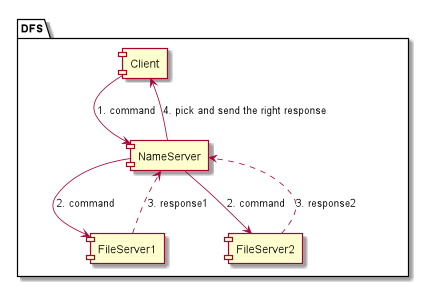 DFS
Client
1. command
4. pick and send the right response
NameServer
2. command
3. response1
2. command
3. response2
FileServer1
FileServer2